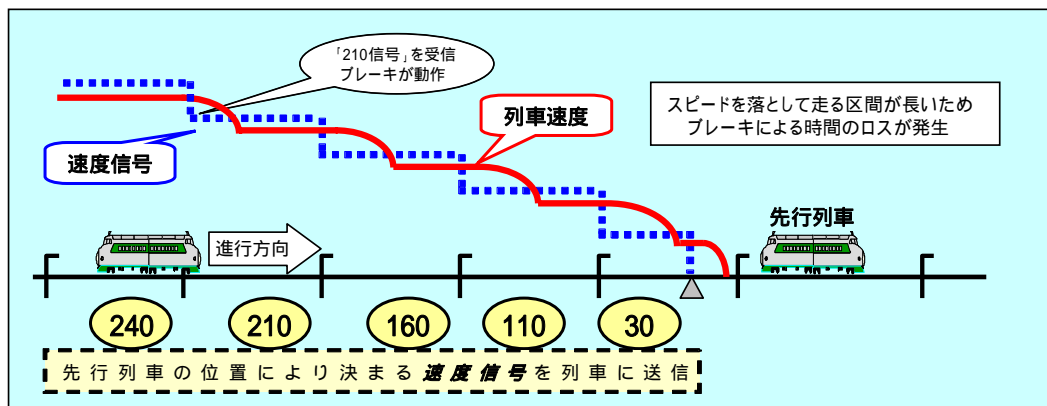 「210信号」を受信
ブレーキが動作
列車速度
スピードを落として走る区間が長いため
ブレーキによる時間のロスが発生
速度信号
先行列車
進行方向
240
210
160
110
30
先行列車の位置により決まる速度信号を列車に送信